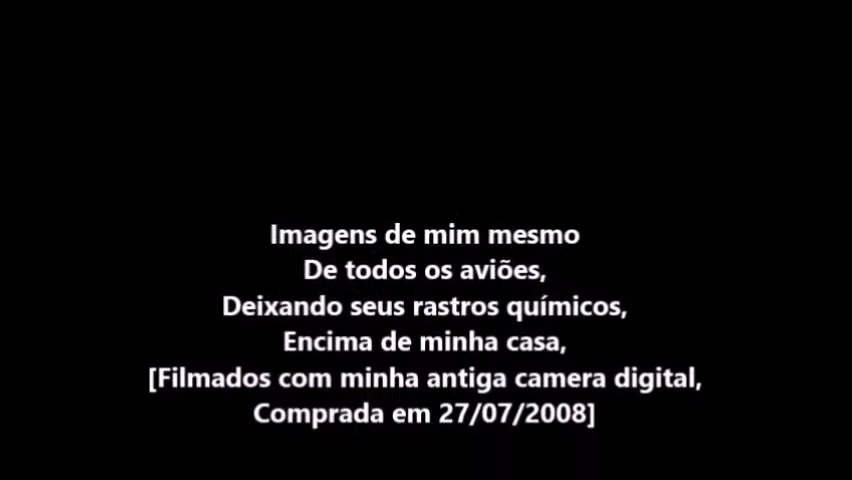 Imagens de mim mesmo
De todos os aviões,
Deixando seus rastros químicos,
Encima de minha casa,
[Filmados com minha antiga camera digital,
Comprada em 27/07/2008]